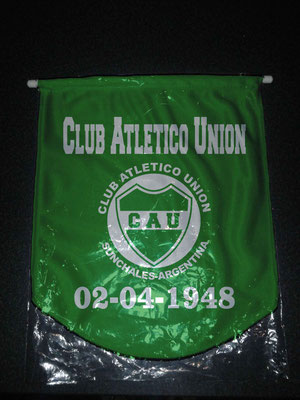 CLUB ATLETICO UNION
CLUB ATLETICO UNION
CAU
SUNCHALES-ARGENTINA
02-04-1948